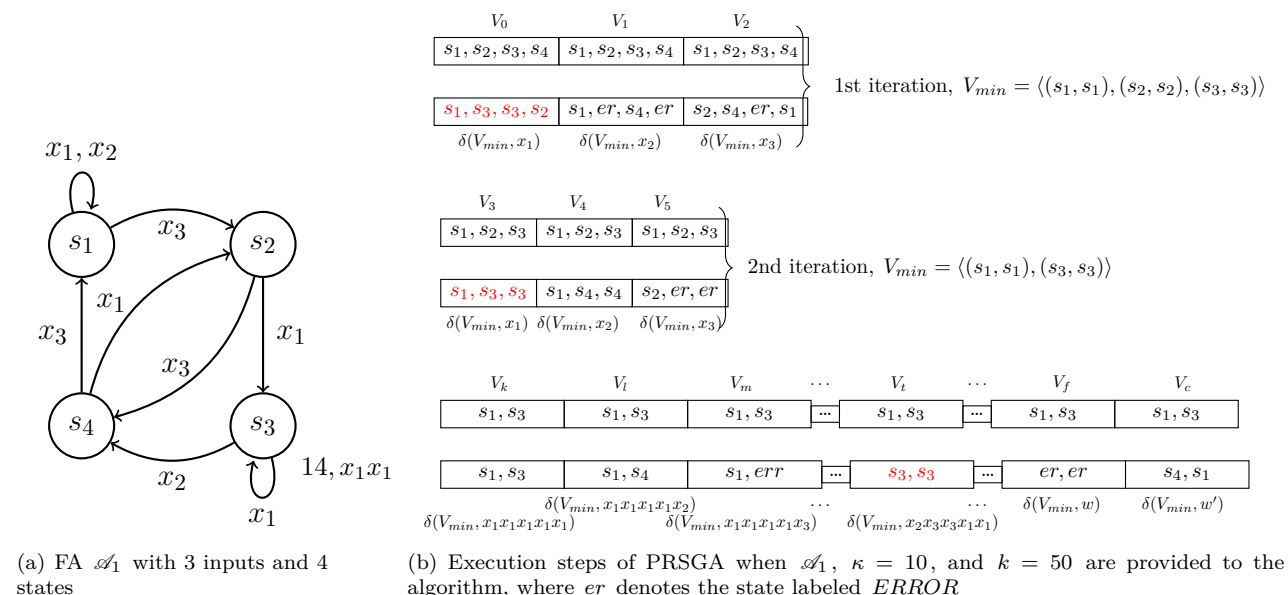 x₁, x₂
s₁
x₃
s₂
x₁
x₃
x₃
x₁
s₄
s₃
x₂
14, x₁x₁
x₁
(a) FA 𝒜₁ with 3 inputs and 4
states
V₀ V₁ V₂
s₁, s₂, s₃, s₄ s₁, s₂, s₃, s₄ s₁, s₂, s₃, s₄
1st iteration, Vₘᵢₙ = ⟨(s₁, s₁), (s₂, s₂), (s₃, s₃)⟩
s₁, s₃, s₃, s₂ s₁, er, s₄, er s₂, s₄, er, s₁
δ(Vₘᵢₙ, x₁) δ(Vₘᵢₙ, x₂) δ(Vₘᵢₙ, x₃)
V₃ V₄ V₅
s₁, s₂, s₃ s₁, s₂, s₃ s₁, s₂, s₃
2nd iteration, Vₘᵢₙ = ⟨(s₁, s₁), (s₃, s₃)⟩
s₁, s₃, s₃ s₁, s₄, s₄ s₂, er, er
δ(Vₘᵢₙ, x₁) δ(Vₘᵢₙ, x₂) δ(Vₘᵢₙ, x₃)
Vₖ Vₗ Vₘ ⋯ Vₜ ⋯ V_f V_c
s₁, s₃ s₁, s₃ s₁, s₃ ... s₁, s₃ ... s₁, s₃ s₁, s₃
s₁, s₃ s₁, s₄ s₁, err ... s₃, s₃ ... er, er s₄, s₁
δ(Vₘᵢₙ, x₁x₁x₁x₁x₂) ⋯ ⋯ δ(Vₘᵢₙ, w) δ(Vₘᵢₙ, w′)
δ(Vₘᵢₙ, x₁x₁x₁x₁x₁) δ(Vₘᵢₙ, x₁x₁x₁x₁x₃) δ(Vₘᵢₙ, x₂x₃x₃x₁x₁)
(b) Execution steps of PRSGA when 𝒜₁, κ = 10, and k = 50 are provided to the
algorithm, where er denotes the state labeled ERROR